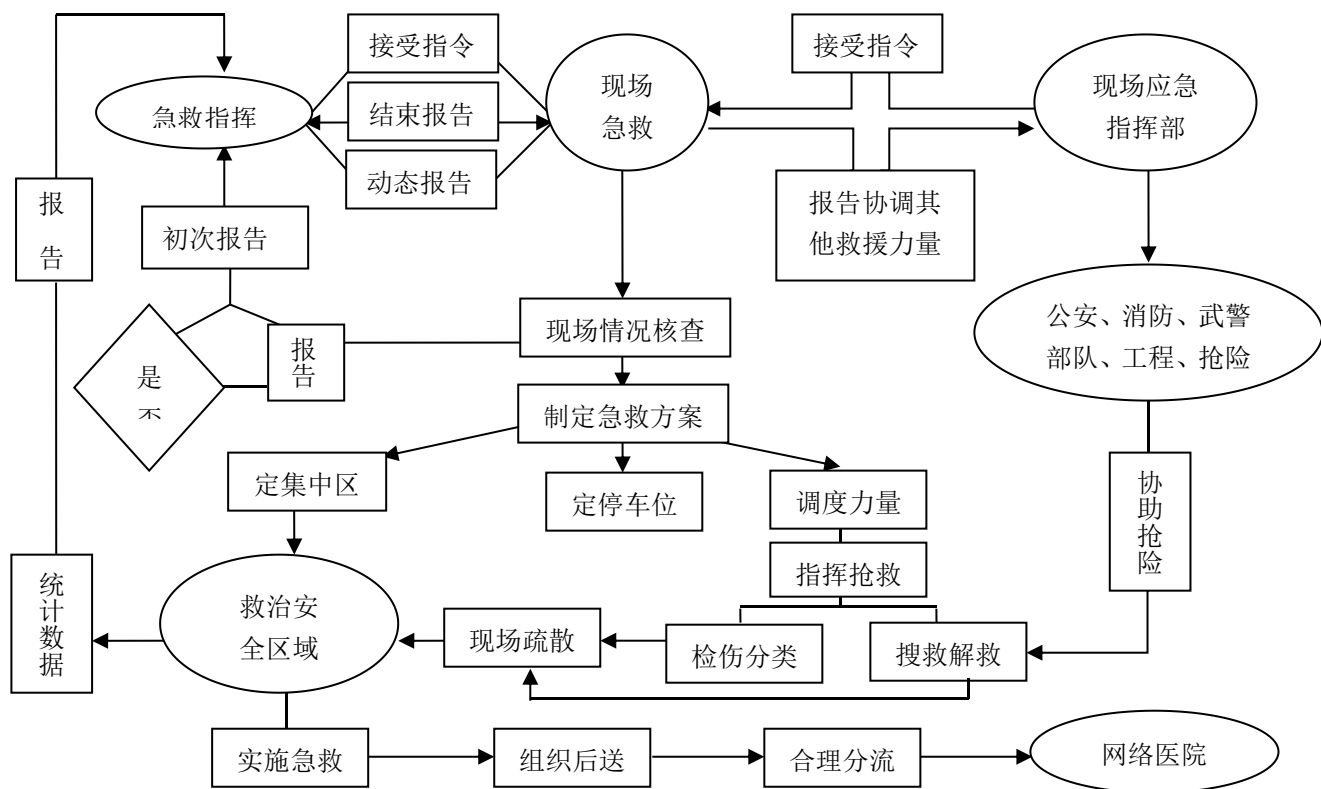 接受指令
接受指令
急救指挥
结束报告
现场
急救
现场应急
指挥部
动态报告
报
告
初次报告
报告协调其
他救援力量
现场情况核查
公安、消防、武警
部队、工程、抢险
报
告
是
制定急救方案
定集中区
定停车位
调度力量
协
助
抢
险
指挥抢救
统
计
数
据
救治安
全区域
现场疏散
检伤分类
搜救解救
实施急救
组织后送
合理分流
网络医院